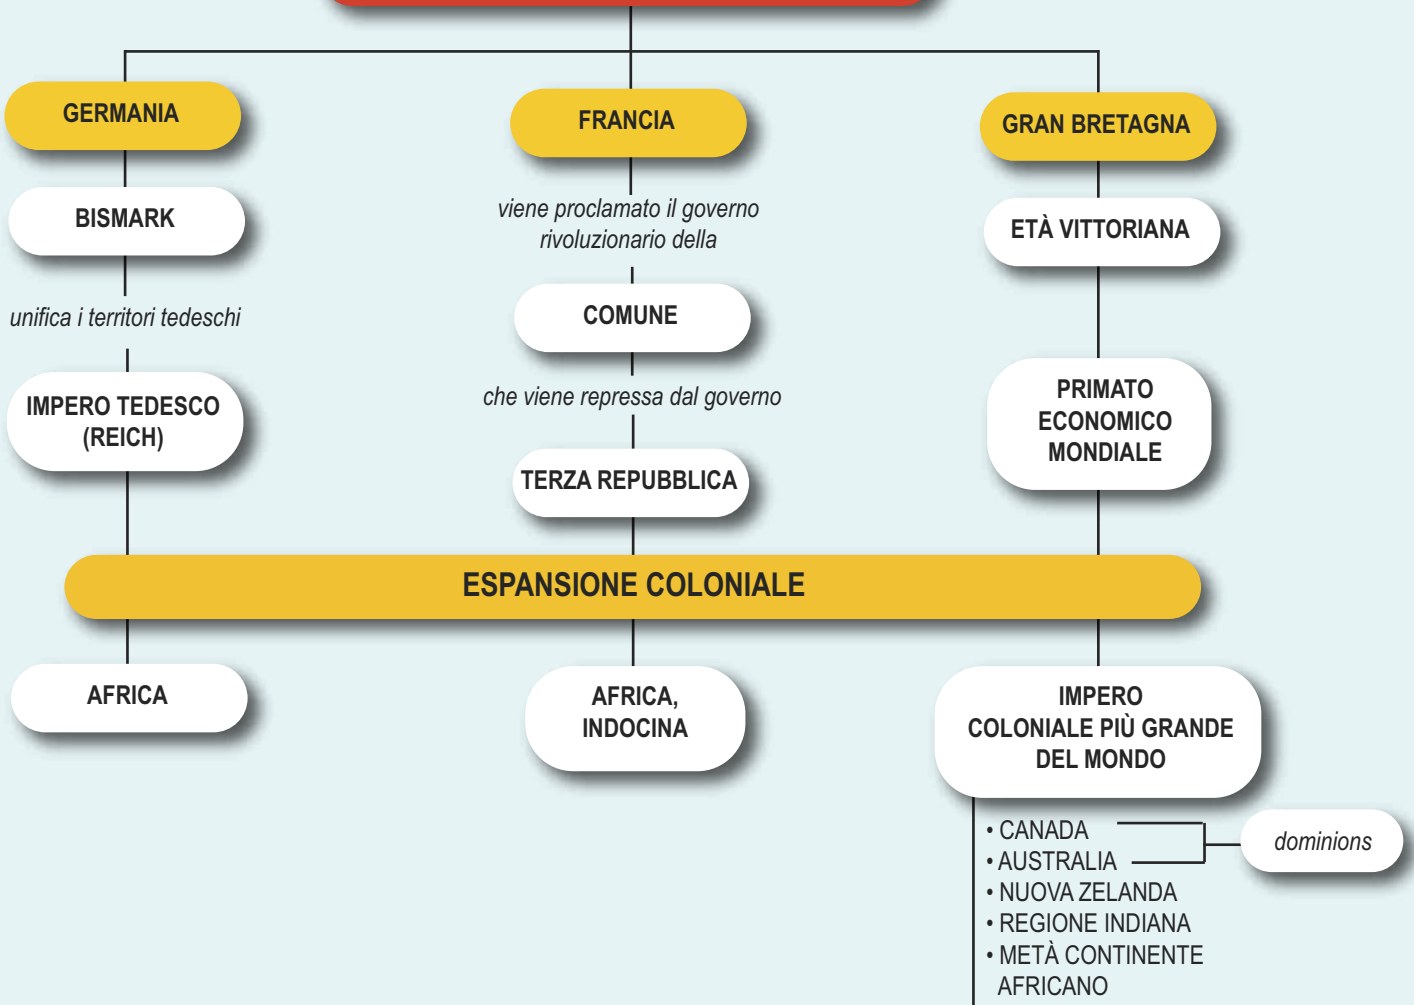 GERMANIA
BISMARK
unifica i territori tedeschi
IMPERO TEDESCO
(REICH)
FRANCIA
viene proclamato il governo
rivoluzionario della
COMUNE
che viene repressa dal governo
TERZA REPUBBLICA
GRAN BRETAGNA
ETÀ VITTORIANA
PRIMATO
ECONOMICO
MONDIALE
ESPANSIONE COLONIALE
AFRICA
AFRICA,
INDOCINA
IMPERO
COLONIALE PIÙ GRANDE
DEL MONDO
• CANADA
• AUSTRALIA
• NUOVA ZELANDA
• REGIONE INDIANA
• METÀ CONTINENTE
AFRICANO
dominions